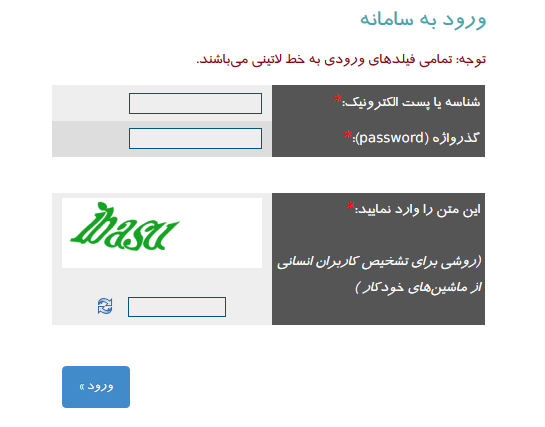 ورود به سامانه
توجه: تمامی فیلدهای ورودی به خط لاتینی می‌باشند.
شناسه یا پست الکترونیک:*
گذرواژه (password):*
این متن را وارد نمایید:*
(روشی برای تشخیص کاربران انسانی
از ماشین‌های خودکار )
ورود »